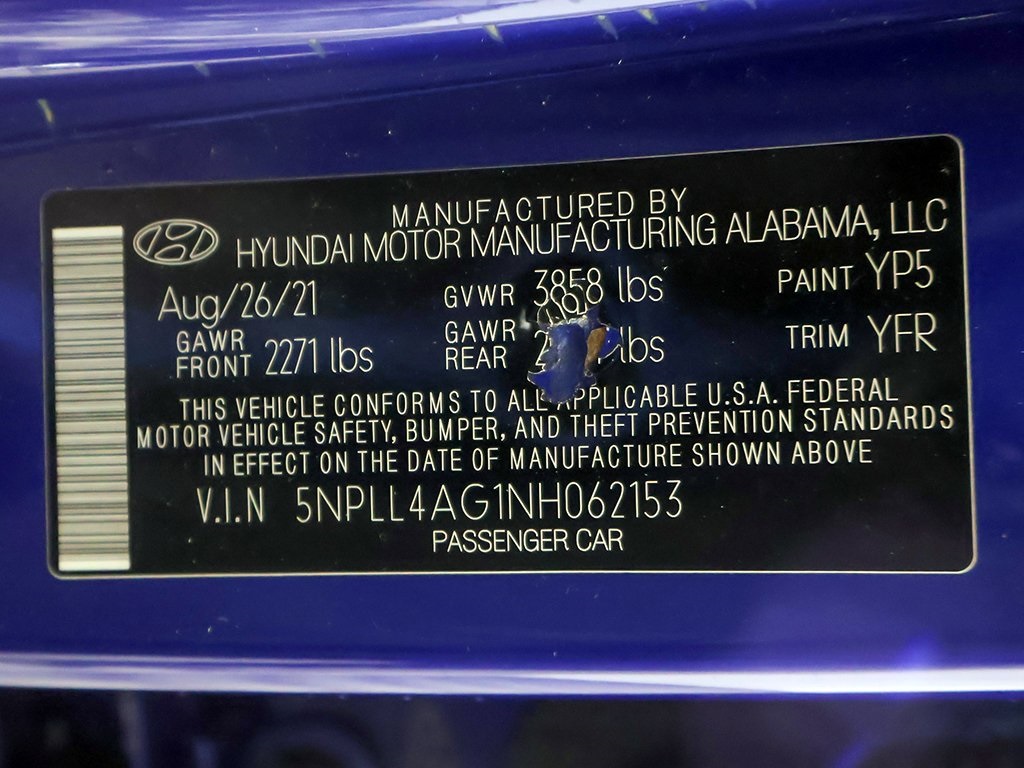 MANUFACTURED BY
HYUNDAI MOTOR MANUFACTURING ALABAMA, LLC
Aug/26/21 GVWR 3858 lbs PAINT YP5
GAWR FRONT 2271 lbs GAWR REAR lbs TRIM YFR
THIS VEHICLE CONFORMS TO ALL APPLICABLE U.S.A. FEDERAL
MOTOR VEHICLE SAFETY, BUMPER, AND THEFT PREVENTION STANDARDS
IN EFFECT ON THE DATE OF MANUFACTURE SHOWN ABOVE
V.I.N 5NPLL4AG1NH062153
PASSENGER CAR